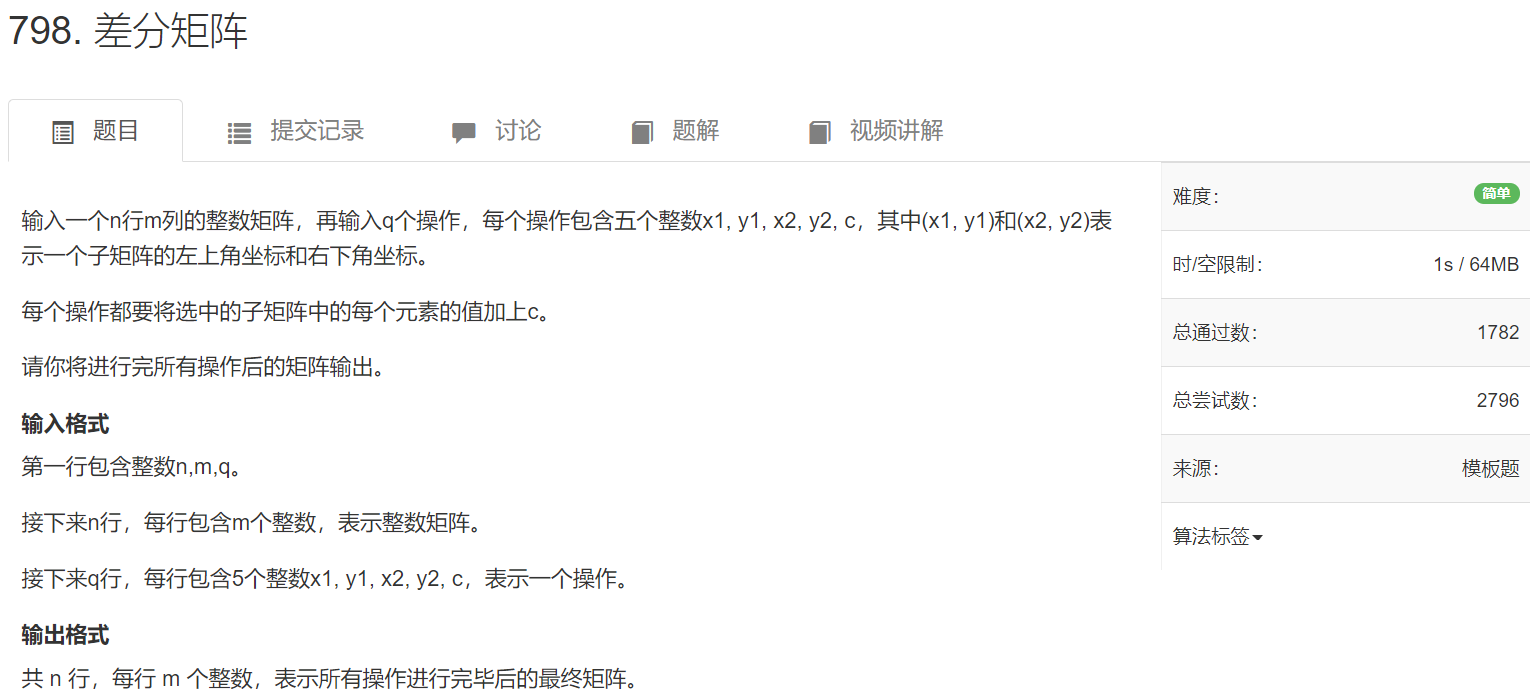 798. 差分矩阵
题目
提交记录
讨论
题解
视频讲解
输入一个n行m列的整数矩阵，再输入q个操作，每个操作包含五个整数x1, y1, x2, y2, c，其中(x1, y1)和(x2, y2)表
示一个子矩阵的左上角坐标和右下角坐标。
每个操作都要将选中的子矩阵中的每个元素的值加上c。
请你将进行完所有操作后的矩阵输出。
输入格式
第一行包含整数n,m,q。
接下来n行，每行包含m个整数，表示整数矩阵。
接下来q行，每行包含5个整数x1, y1, x2, y2, c，表示一个操作。
输出格式
共 n 行，每行 m 个整数，表示所有操作进行完毕后的最终矩阵。
难度： 简单
时/空限制： 1s / 64MB
总通过数： 1782
总尝试数： 2796
来源： 模板题
算法标签